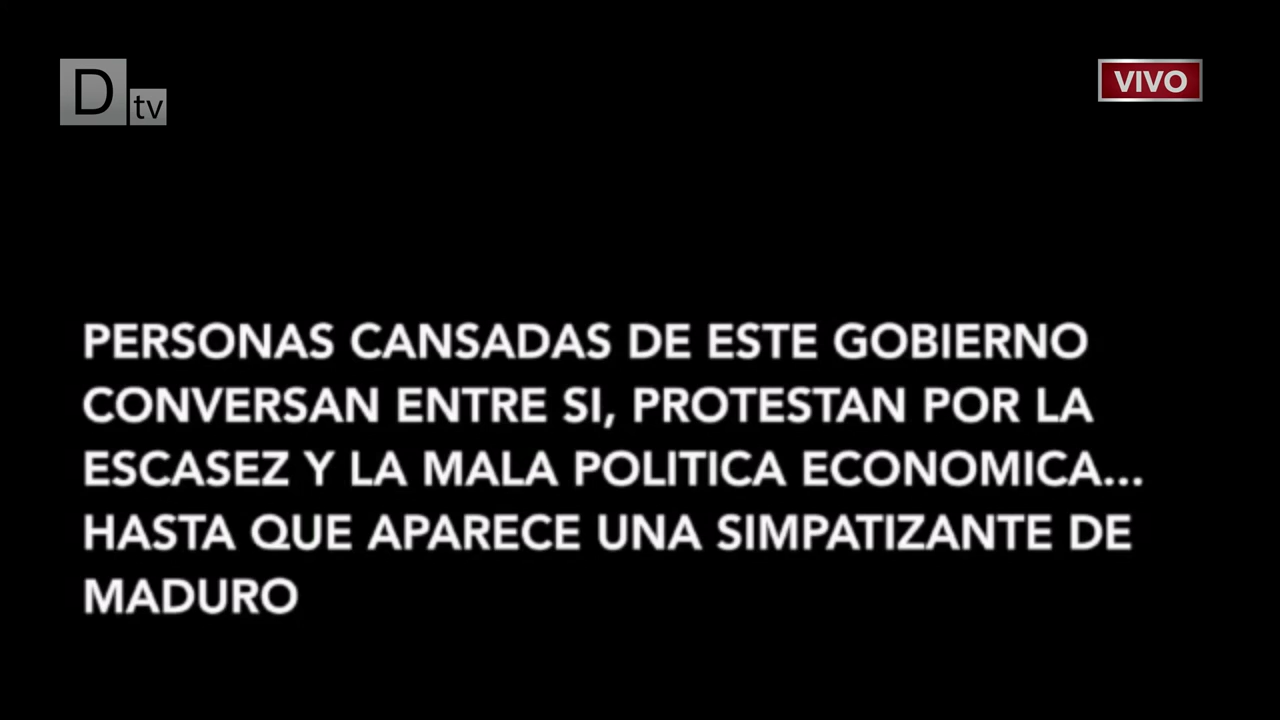 D tv
VIVO
PERSONAS CANSADAS DE ESTE GOBIERNO
CONVERSAN ENTRE SI, PROTESTAN POR LA
ESCASEZ Y LA MALA POLITICA ECONOMICA...
HASTA QUE APARECE UNA SIMPATIZANTE DE
MADURO